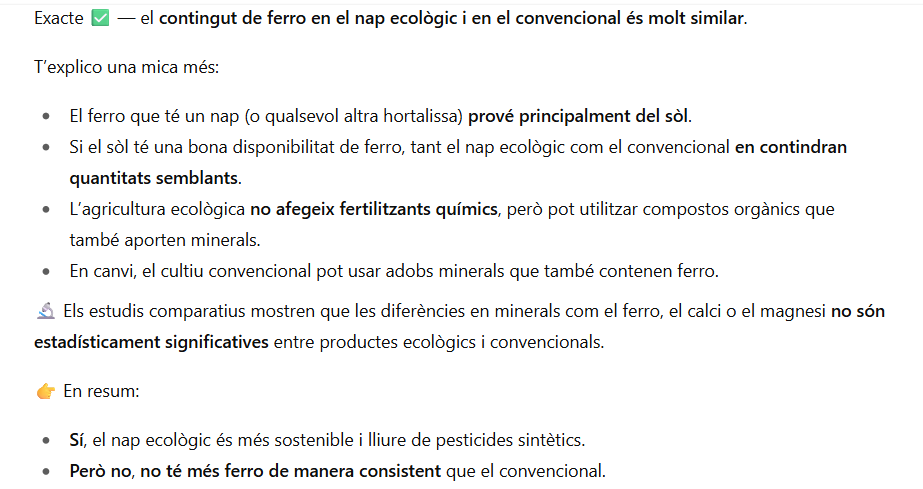 Exacte ✅ — el contingut de ferro en el nap ecològic i en el convencional és molt similar.
T’explico una mica més:
• El ferro que té un nap (o qualsevol altra hortalissa) prové principalment del sòl.
• Si el sòl té una bona disponibilitat de ferro, tant el nap ecològic com el convencional en contindran
quantitats semblants.
• L’agricultura ecològica no afegeix fertilitzants químics, però pot utilitzar compostos orgànics que
també aporten minerals.
• En canvi, el cultiu convencional pot usar adobs minerals que també contenen ferro.
🔬 Els estudis comparatius mostren que les diferències en minerals com el ferro, el calci o el magnesi no són
estadísticament significatives entre productes ecològics i convencionals.
👉 En resum:
• Sí, el nap ecològic és més sostenible i lliure de pesticides sintètics.
• Però no, no té més ferro de manera consistent que el convencional.